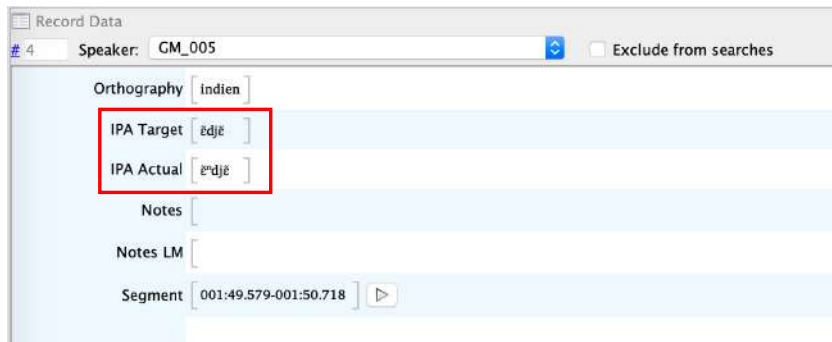 Record Data
# 4 Speaker: GM_005 Exclude from searches
Orthography [indien]
IPA Target [ɛ̃djɛ̃]
IPA Actual [ɛ̃ⁿdjɛ̃]
Notes [
Notes LM [
Segment [001:49.579-001:50.718]